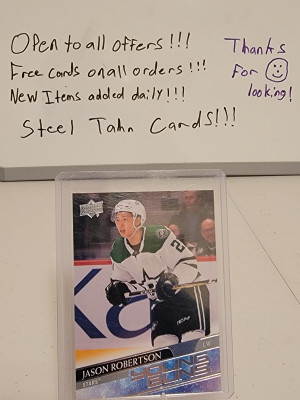 Open to all offers!!!
Free cards on all orders!!!
New Items added daily!!!
Steel Tahn Cards!!!
Thanks
For
looking!
UPPER DECK
JASON ROBERTSON
LW
STARS
YOUNG
GUNS